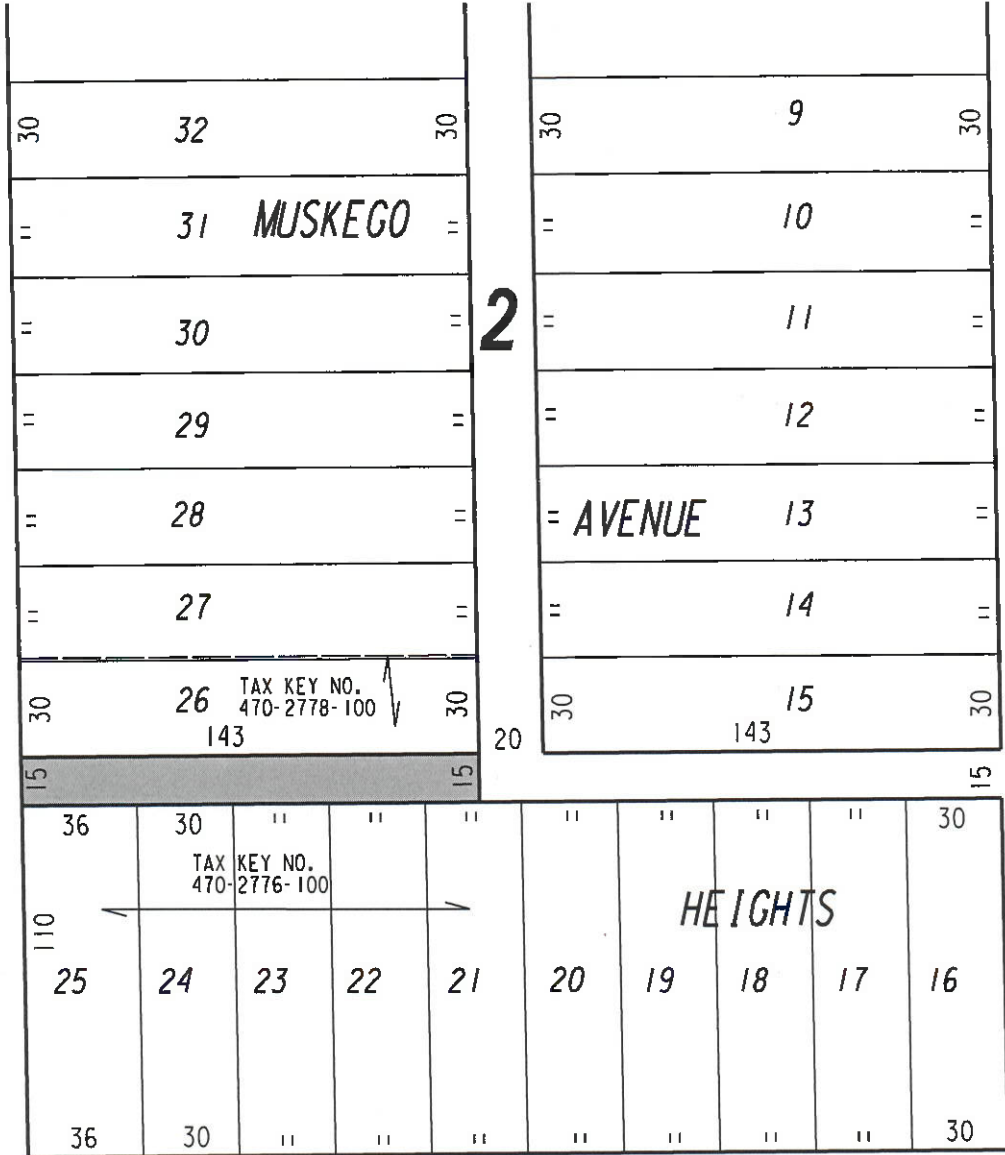 30 32 30 30 9 30
" 31 MUSKEGO " " 10 "
" 30 " 2 " 11 "
" 29 " " 12 "
" 28 " " AVENUE 13 "
" 27 " " 14 "
30 26 TAX KEY NO. 30 30 15 30
470-2778-100
143 20 143
15 15 15
36 30 " " " " " " " 30
TAX KEY NO.
470-2776-100
110 HEIGHTS
25 24 23 22 21 20 19 18 17 16
36 30 " " " " " " " 30